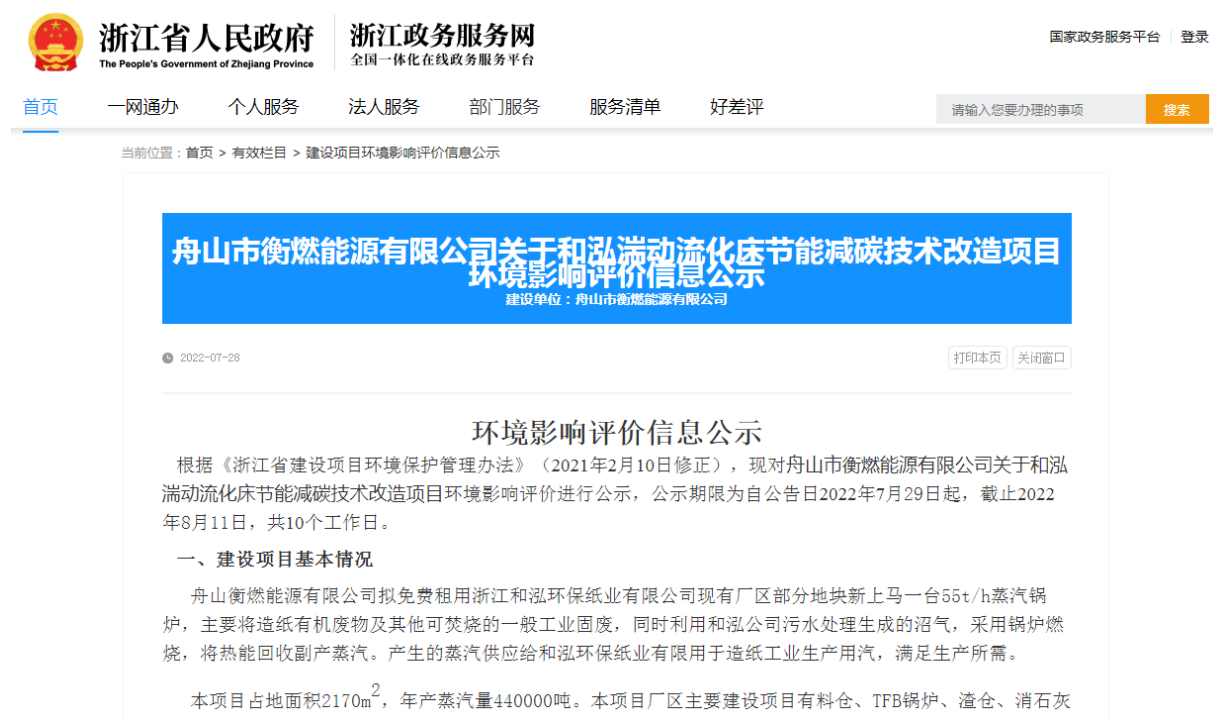 浙江省人民政府
The People's Government of Zhejiang Province
浙江政务服务网
全国一体化在线政务服务平台
国家政务服务平台 登录
首页 一网通办 个人服务 法人服务 部门服务 服务清单 好差评 请输入您要办理的事项 搜索
当前位置：首页 > 有效栏目 > 建设项目环境影响评价信息公示
舟山市衡燃能源有限公司关于和泓湍动流化床节能减碳技术改造项目
环境影响评价信息公示
建设单位：舟山市衡燃能源有限公司
2022-07-28 打印本页 关闭窗口
环境影响评价信息公示
根据《浙江省建设项目环境保护管理办法》（2021年2月10日修正），现对舟山市衡燃能源有限公司关于和泓
湍动流化床节能减碳技术改造项目环境影响评价进行公示，公示期限为自公告日2022年7月29日起，截止2022
年8月11日，共10个工作日。
一、建设项目基本情况
舟山衡燃能源有限公司拟免费租用浙江和泓环保纸业有限公司现有厂区部分地块新上马一台55t/h蒸汽锅
炉，主要将造纸有机废物及其他可焚烧的一般工业固废，同时利用和泓公司污水处理生成的沼气，采用锅炉燃
烧，将热能回收副产蒸汽。产生的蒸汽供应给和泓环保纸业有限用于造纸工业生产用汽，满足生产所需。
本项目占地面积2170m²，年产蒸汽量440000吨。本项目厂区主要建设项目有料仓、TFB锅炉、渣仓、消石灰